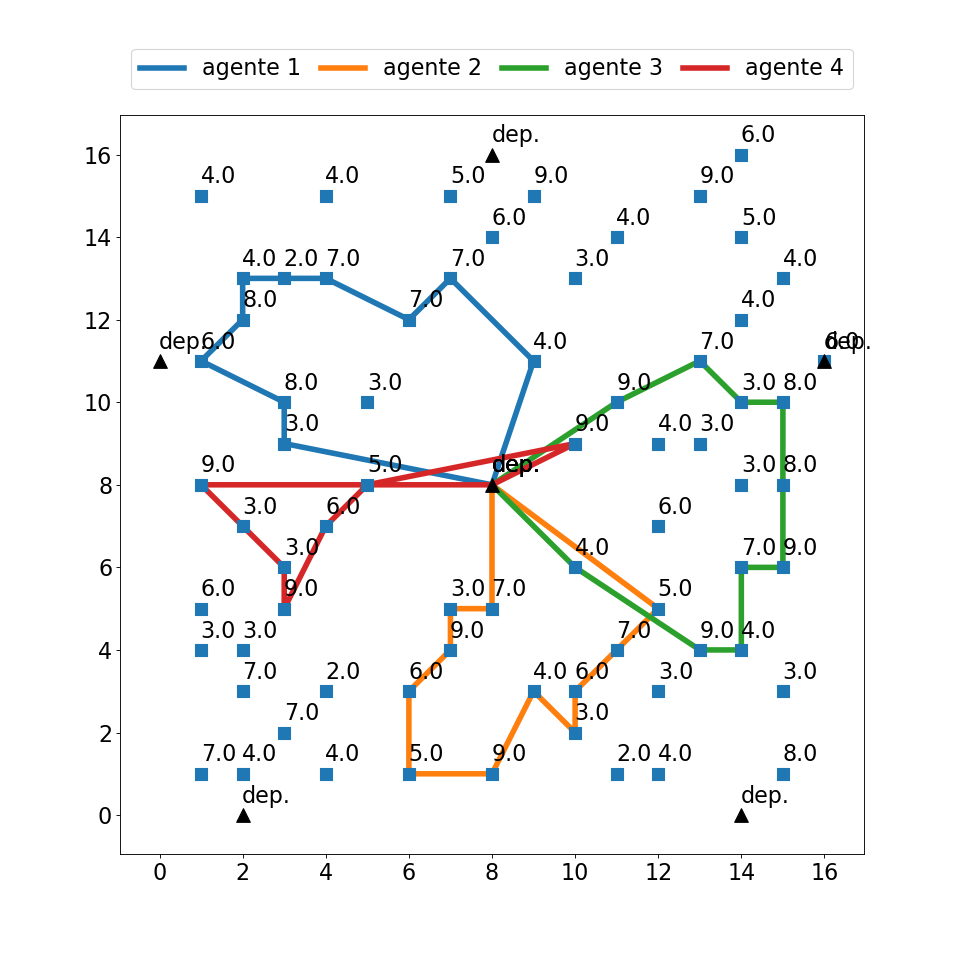 agente 1 agente 2 agente 3 agente 4
dep. 6.0
16
4.0 4.0 5.0 9.0 9.0
6.0 4.0 5.0
14
4.0 2.0 7.0 7.0 3.0 4.0
8.0 7.0 4.0
12
dep. 6.0 4.0 7.0 6.0 dep.
8.0 3.0 9.0 3.0 8.0
10
3.0 9.0 4.0 3.0
9.0 5.0 dep. 3.0 8.0
8
3.0 6.0 6.0
3.0 4.0 7.0 9.0
6
6.0 9.0 3.0 7.0 5.0
3.0 3.0 9.0 7.0 9.0 4.0
4
7.0 2.0 6.0 4.0 6.0 3.0 3.0
7.0 3.0
2
7.0 4.0 4.0 5.0 9.0 2.0 4.0 8.0
dep. dep.
0
0 2 4 6 8 10 12 14 16